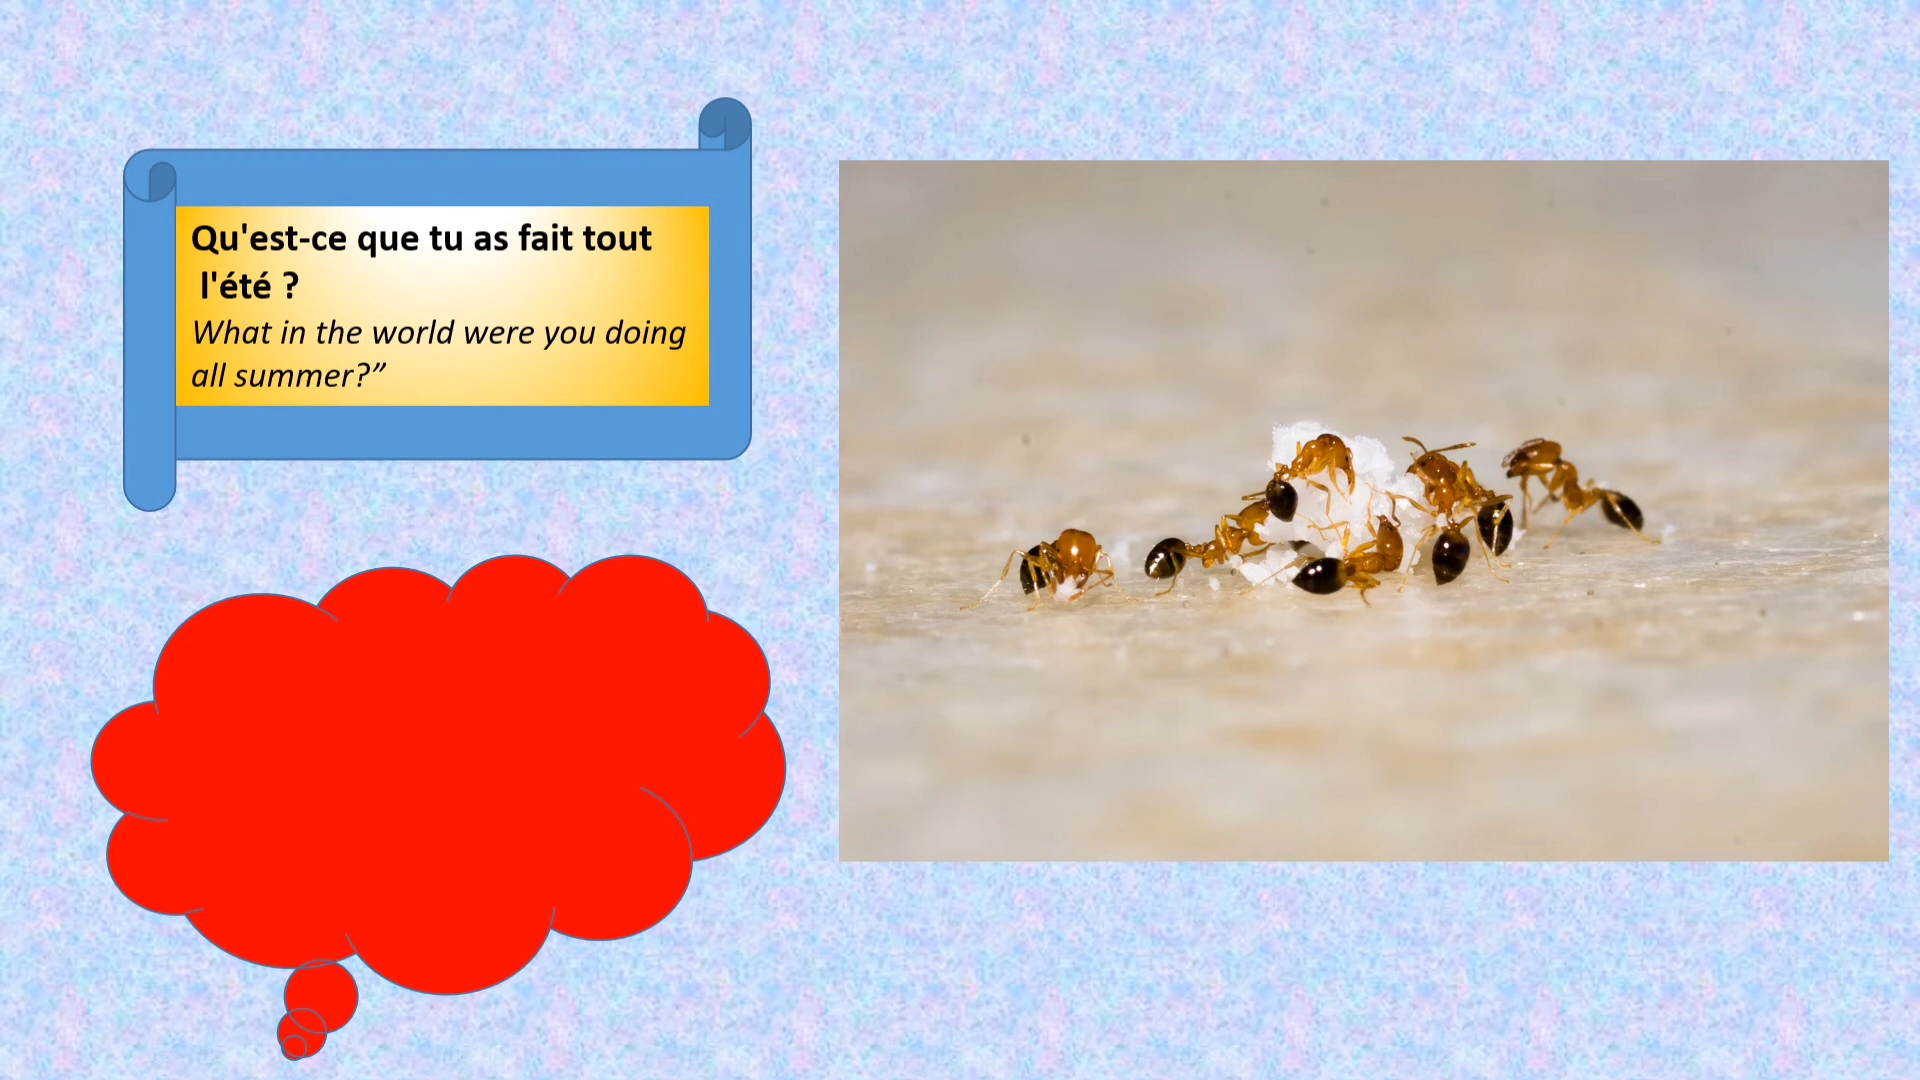 Qu'est-ce que tu as fait tout
l'été ?
What in the world were you doing
all summer?”